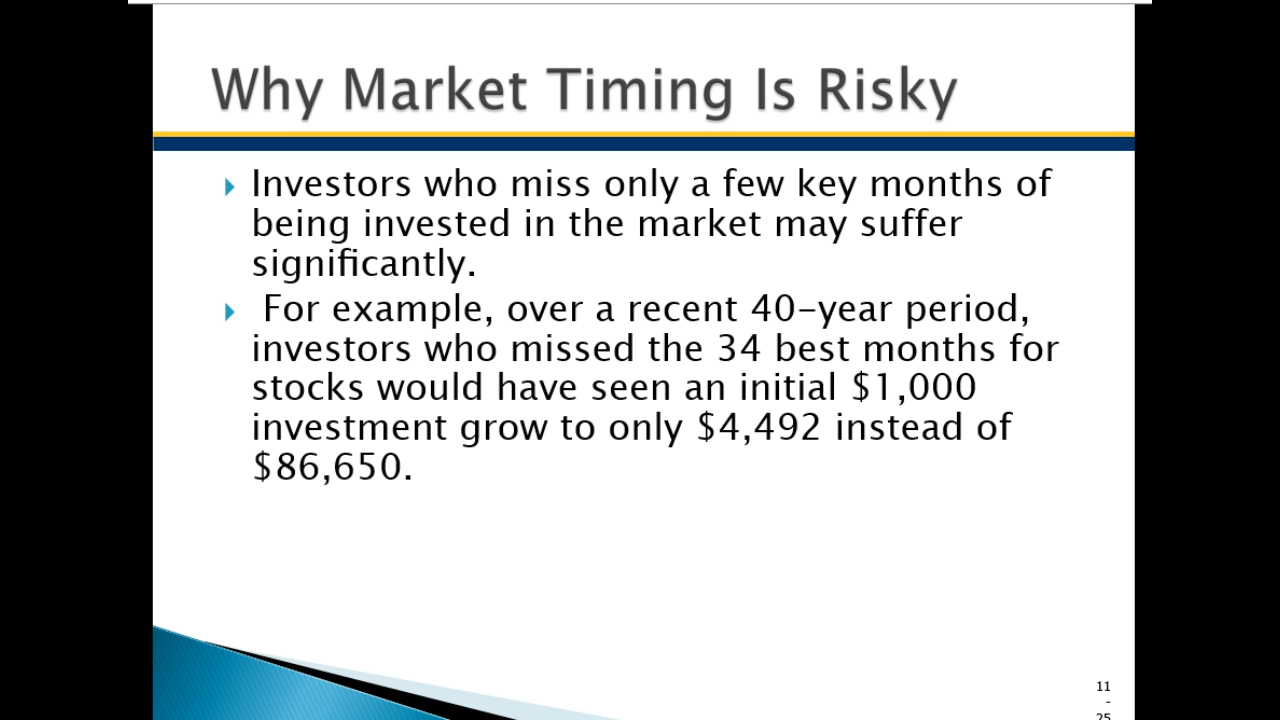 Why Market Timing Is Risky
Investors who miss only a few key months of
being invested in the market may suffer
significantly.
For example, over a recent 40-year period,
investors who missed the 34 best months for
stocks would have seen an initial $1,000
investment grow to only $4,492 instead of
$86,650.
11
-
25